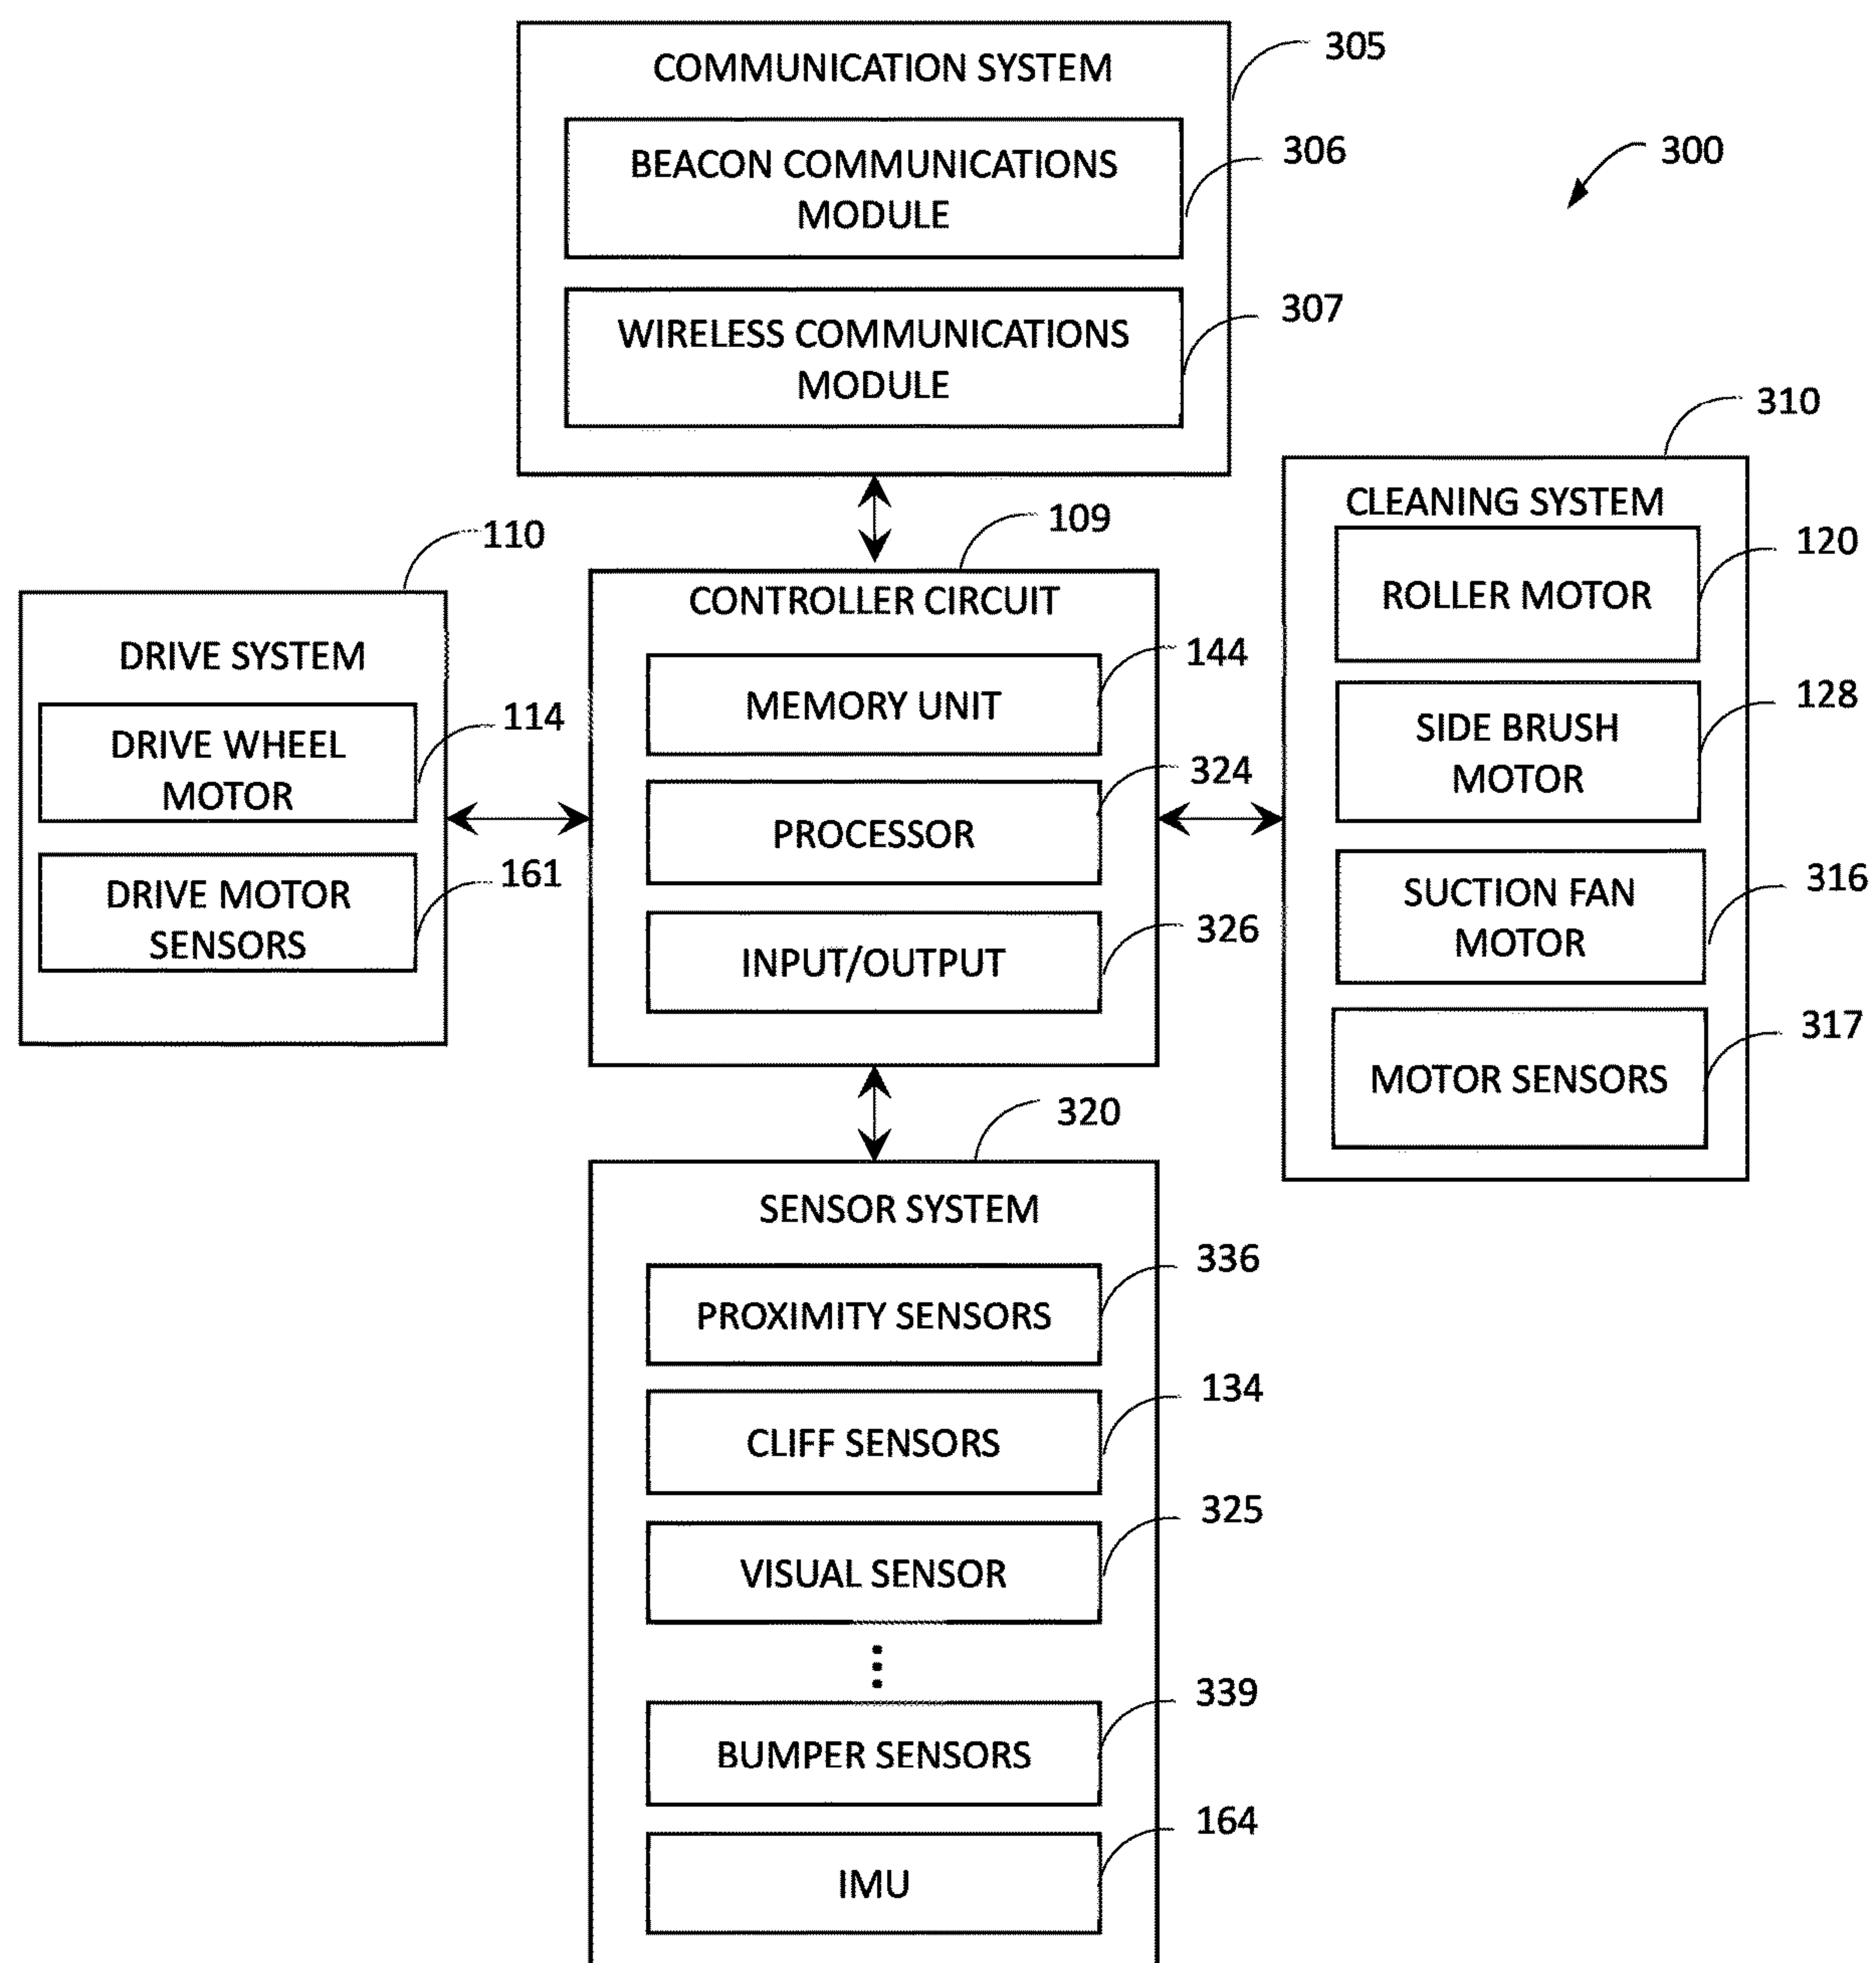 COMMUNICATION SYSTEM
305
BEACON COMMUNICATIONS
MODULE
306
WIRELESS COMMUNICATIONS
MODULE
307
300
DRIVE SYSTEM
110
DRIVE WHEEL
MOTOR
114
DRIVE MOTOR
SENSORS
161
CONTROLLER CIRCUIT
109
MEMORY UNIT
144
PROCESSOR
324
INPUT/OUTPUT
326
CLEANING SYSTEM
310
ROLLER MOTOR
120
SIDE BRUSH
MOTOR
128
SUCTION FAN
MOTOR
316
MOTOR SENSORS
317
SENSOR SYSTEM
320
PROXIMITY SENSORS
336
CLIFF SENSORS
134
VISUAL SENSOR
325
⋮
BUMPER SENSORS
339
IMU
164